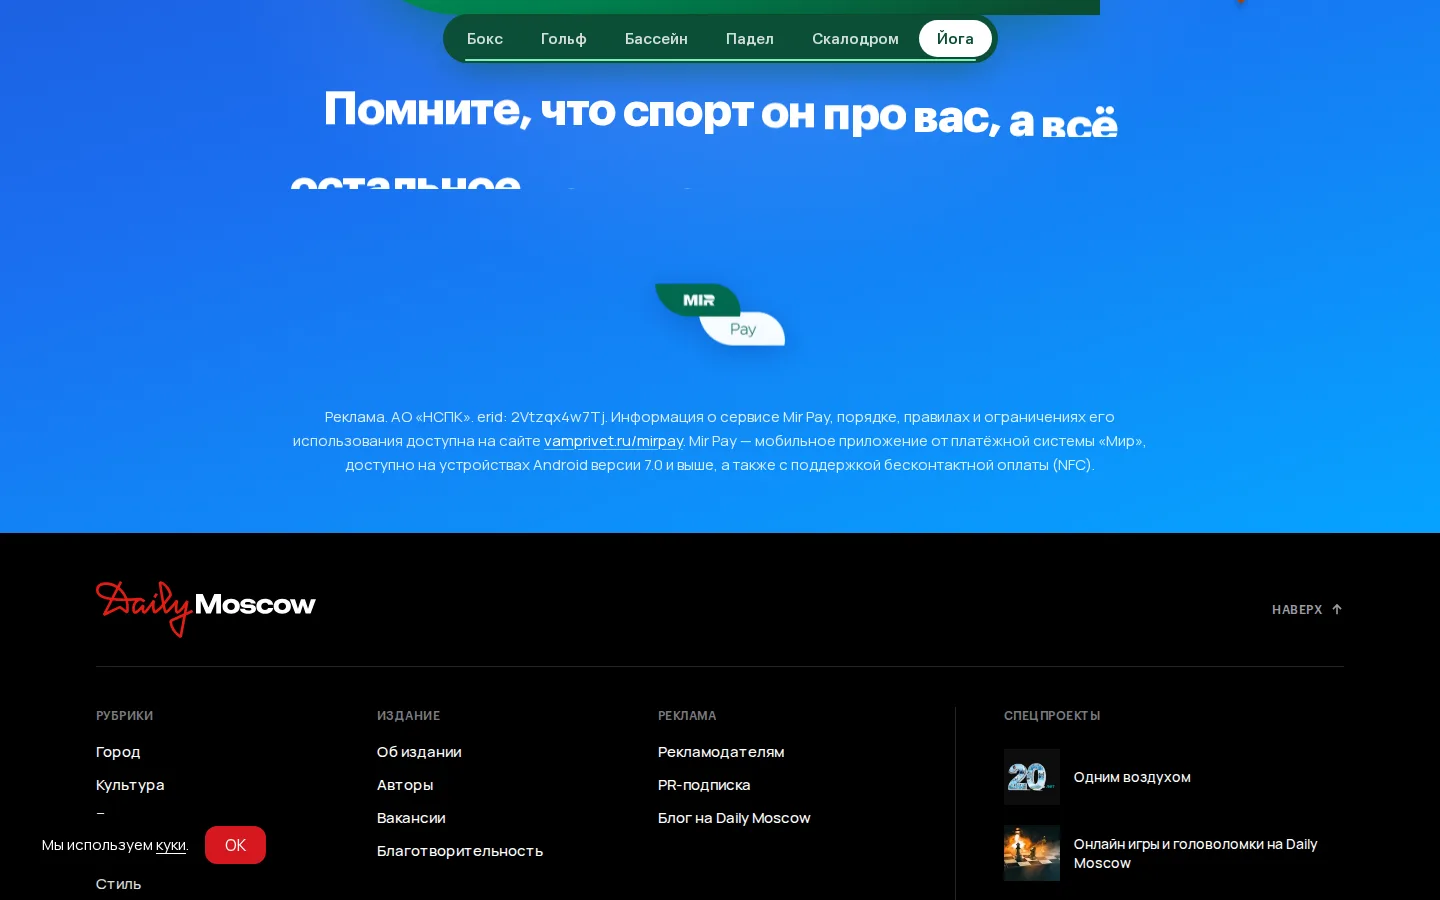 Бокс Гольф Бассейн Падел Скалодром Йога
Помните, что спорт он про вас, а всё
остальное
MIR
Pay
Реклама. АО «НСПК». erid: 2Vtzqx4w7Tj. Информация о сервисе Mir Pay, порядке, правилах и ограничениях его
использования доступна на сайте vamprivet.ru/mirpay. Mir Pay — мобильное приложение от платёжной системы «Мир»,
доступно на устройствах Android версии 7.0 и выше, а также с поддержкой бесконтактной оплаты (NFC).
Daily Moscow
НАВЕРХ ↑
РУБРИКИ
Город
Культура
Стиль
ИЗДАНИЕ
Об издании
Авторы
Вакансии
Благотворительность
РЕКЛАМА
Рекламодателям
PR-подписка
Блог на Daily Moscow
СПЕЦПРОЕКТЫ
20
Одним воздухом
Онлайн игры и головоломки на Daily
Moscow
Мы используем куки.
OK